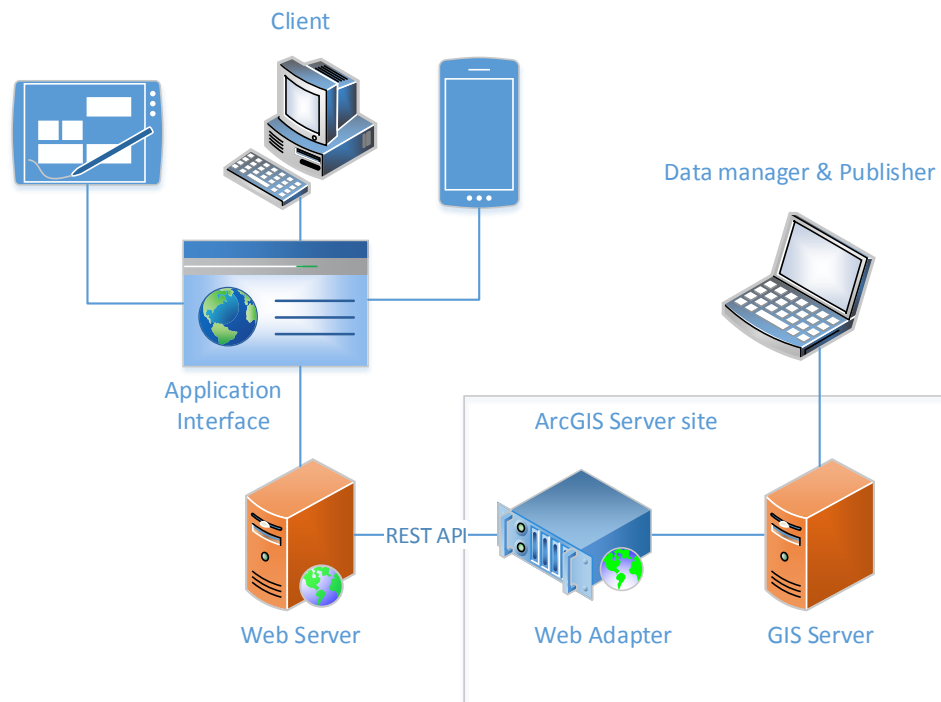 Client
Data manager & Publisher
Application
Interface
ArcGIS Server site
REST API
Web Server
Web Adapter
GIS Server